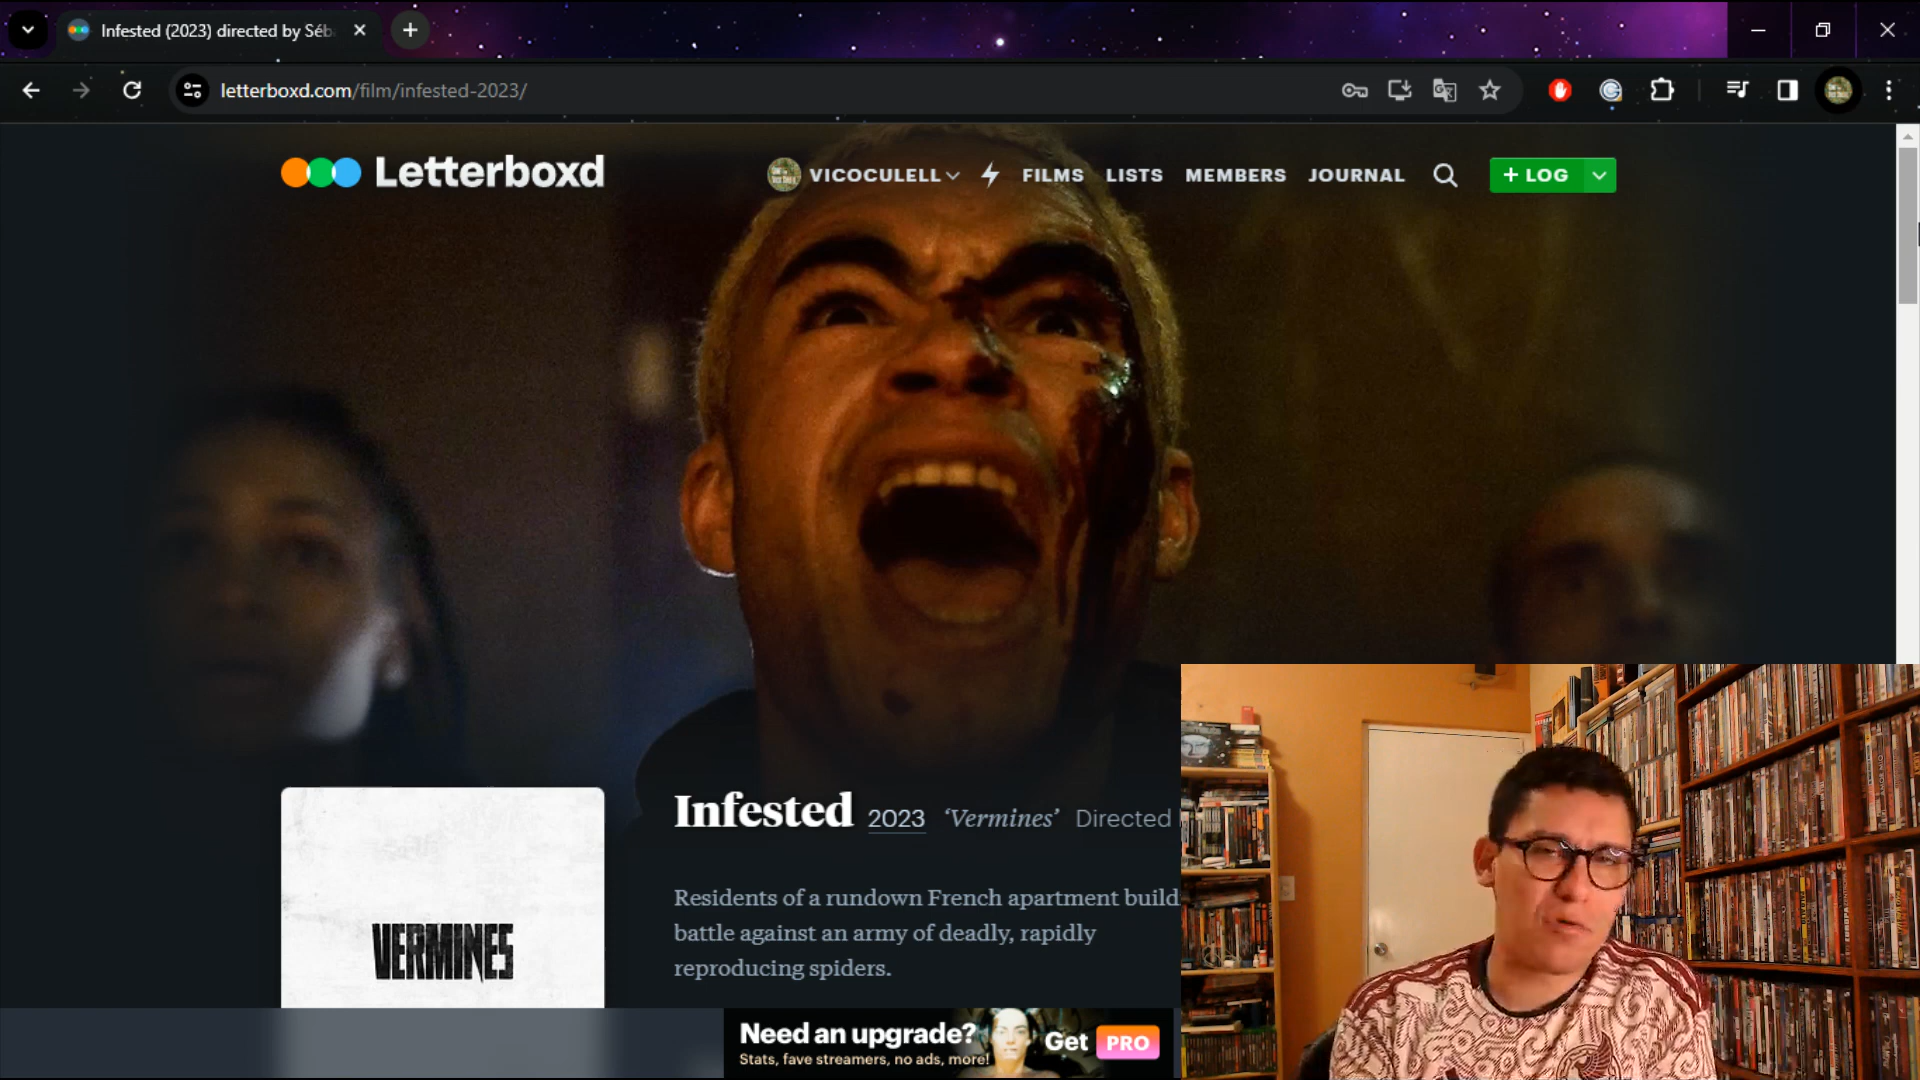 Infested (2023) directed by Séb
letterboxd.com/film/infested-2023/
Letterboxd
VICOCULELL
FILMS
LISTS
MEMBERS
JOURNAL
+ LOG
Infested 2023 ‘Vermines’ Directed
Residents of a rundown French apartment build
battle against an army of deadly, rapidly
reproducing spiders.
VERMINES
Need an upgrade?
Stats, fave streamers, no ads, more!
Get PRO